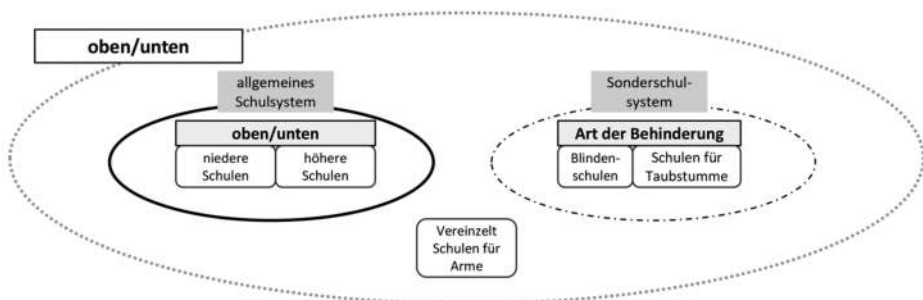 oben/unten
allgemeines
Schulsystem
oben/unten
niedere
Schulen
höhere
Schulen
Sonderschul-
system
Art der Behinderung
Blinden-
schulen
Schulen für
Taubstumme
Vereinzelt
Schulen für
Arme